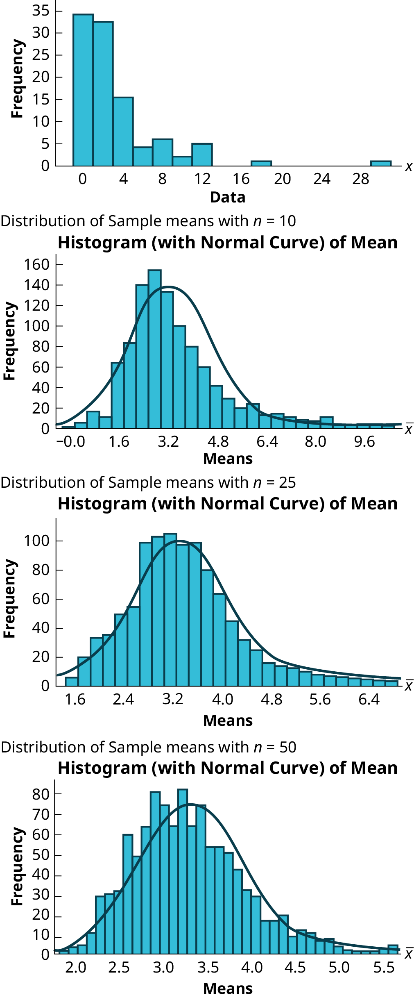 35
30
25
20
15
10
5
0
Frequency
x
0 4 8 12 16 20 24 28
Data
Distribution of Sample means with n = 10
Histogram (with Normal Curve) of Mean
160
140
120
100
80
60
40
20
0
Frequency
x̅
−0.0 1.6 3.2 4.8 6.4 8.0 9.6
Means
Distribution of Sample means with n = 25
Histogram (with Normal Curve) of Mean
100
80
60
40
20
0
Frequency
x̅
1.6 2.4 3.2 4.0 4.8 5.6 6.4
Means
Distribution of Sample means with n = 50
Histogram (with Normal Curve) of Mean
80
70
60
50
40
30
20
10
0
Frequency
x̅
2.0 2.5 3.0 3.5 4.0 4.5 5.0 5.5
Means